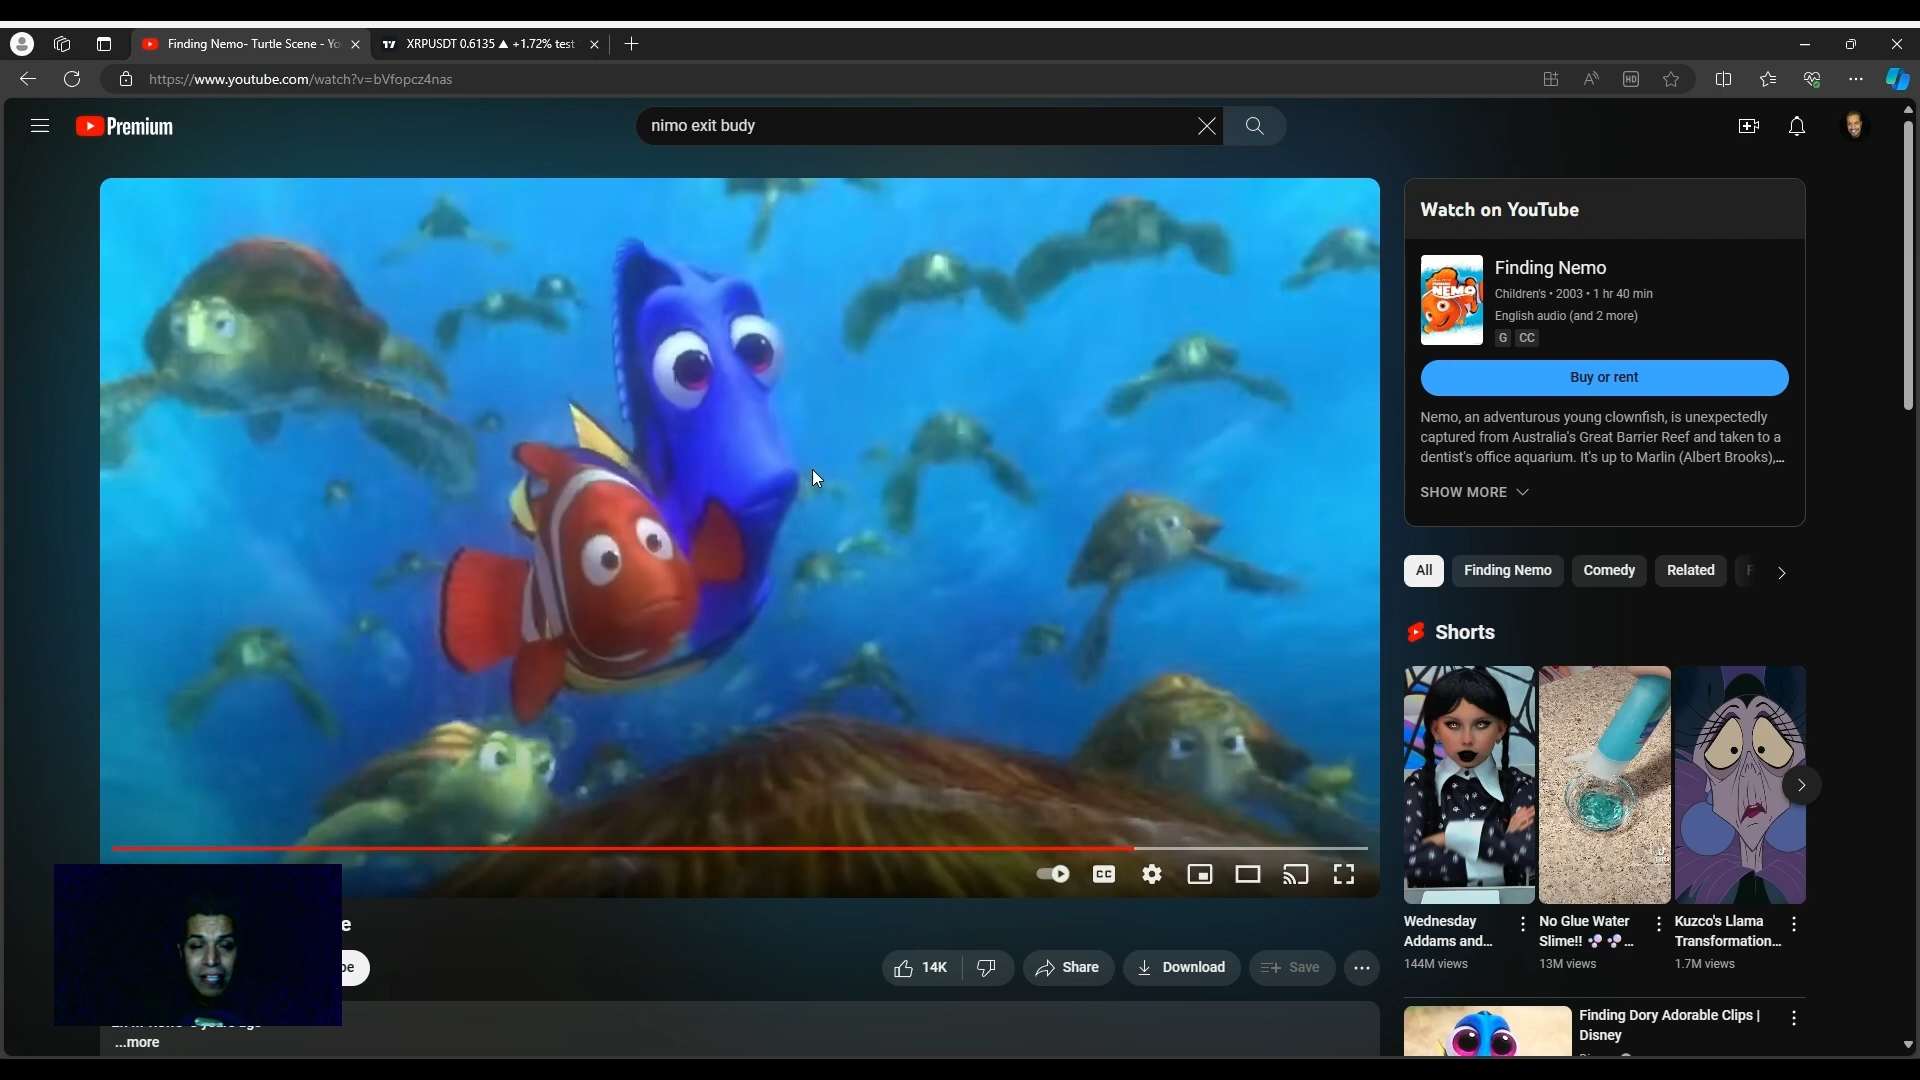 Finding Nemo- Turtle Scene - Yo
XRPUSDT 0.6135 ▲ +1.72% test
https://www.youtube.com/watch?v=bVfopcz4nas
HD
Premium
nimo exit budy
Watch on YouTube
Finding Nemo
Children's • 2003 • 1 hr 40 min
English audio (and 2 more)
G CC
Buy or rent
Nemo, an adventurous young clownfish, is unexpectedly
captured from Australia's Great Barrier Reef and taken to a
dentist's office aquarium. It's up to Marlin (Albert Brooks),...
SHOW MORE
All Finding Nemo Comedy Related F
Shorts
NEMO
CC
Wednesday
Addams and...
144M views
No Glue Water
Slime!! ...
13M views
Kuzco's Llama
Transformation...
1.7M views
e
be
14K Share Download Save
...more
Finding Dory Adorable Clips |
Disney